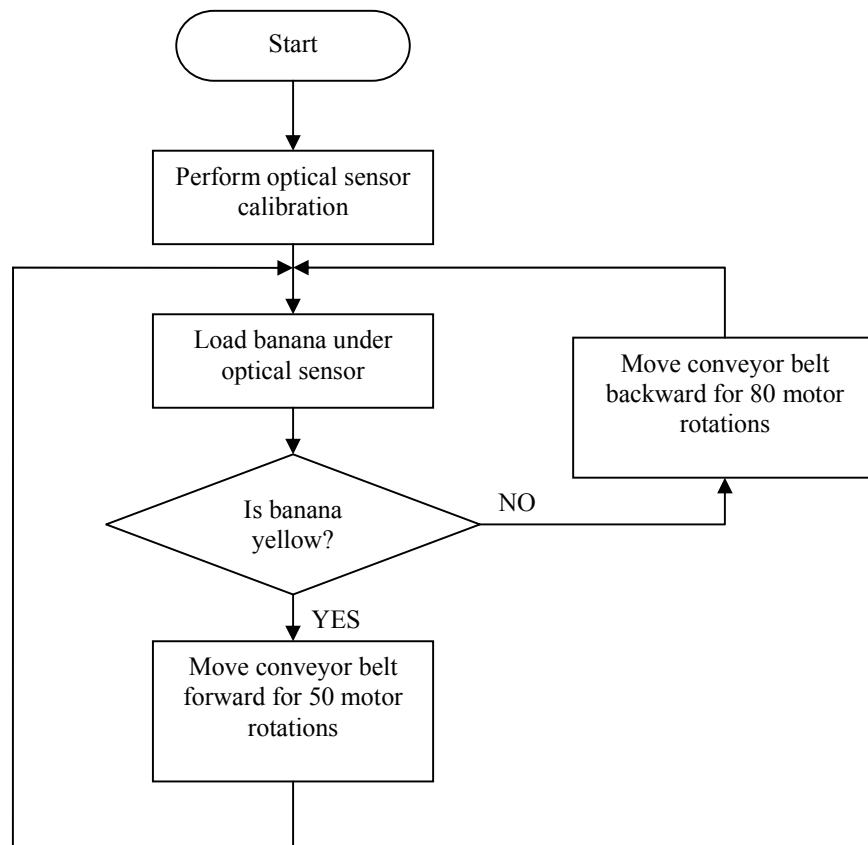 Start
Perform optical sensor
calibration
Load banana under
optical sensor
Move conveyor belt
backward for 80 motor
rotations
Is banana
yellow?
NO
YES
Move conveyor belt
forward for 50 motor
rotations